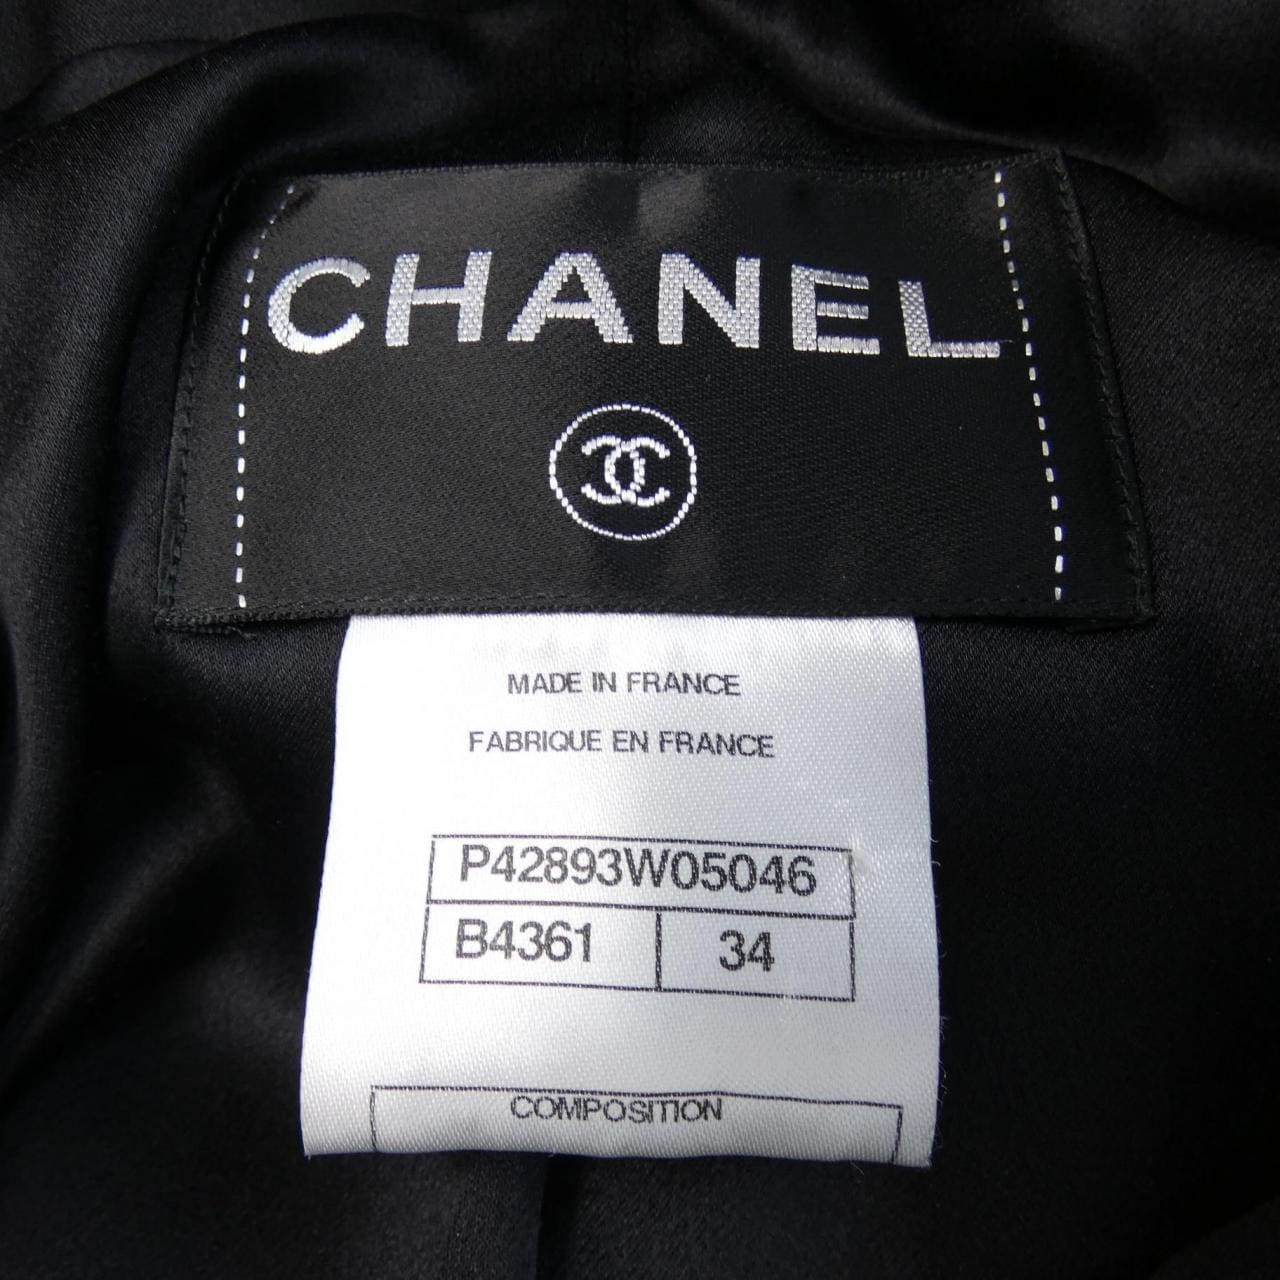 CHANEL
MADE IN FRANCE
FABRIQUE EN FRANCE
P42893W05046
B4361 34
COMPOSITION